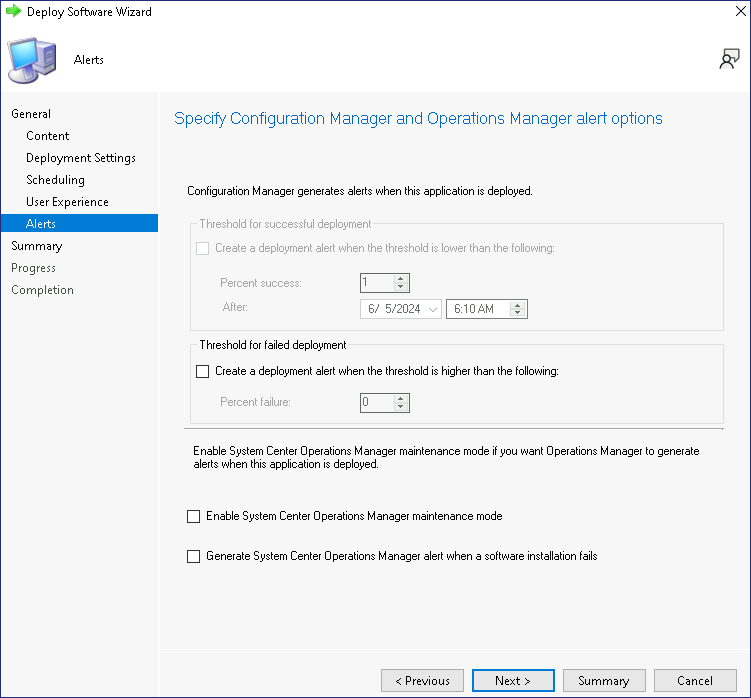 Deploy Software Wizard
Alerts
General
Content
Deployment Settings
Scheduling
User Experience
Alerts
Summary
Progress
Completion
Specify Configuration Manager and Operations Manager alert options
Configuration Manager generates alerts when this application is deployed.
Threshold for successful deployment
Create a deployment alert when the threshold is lower than the following:
Percent success: 1
After: 6/ 5/2024 6:10 AM
Threshold for failed deployment
Create a deployment alert when the threshold is higher than the following:
Percent failure: 0
Enable System Center Operations Manager maintenance mode if you want Operations Manager to generate
alerts when this application is deployed.
Enable System Center Operations Manager maintenance mode
Generate System Center Operations Manager alert when a software installation fails
< Previous Next > Summary Cancel